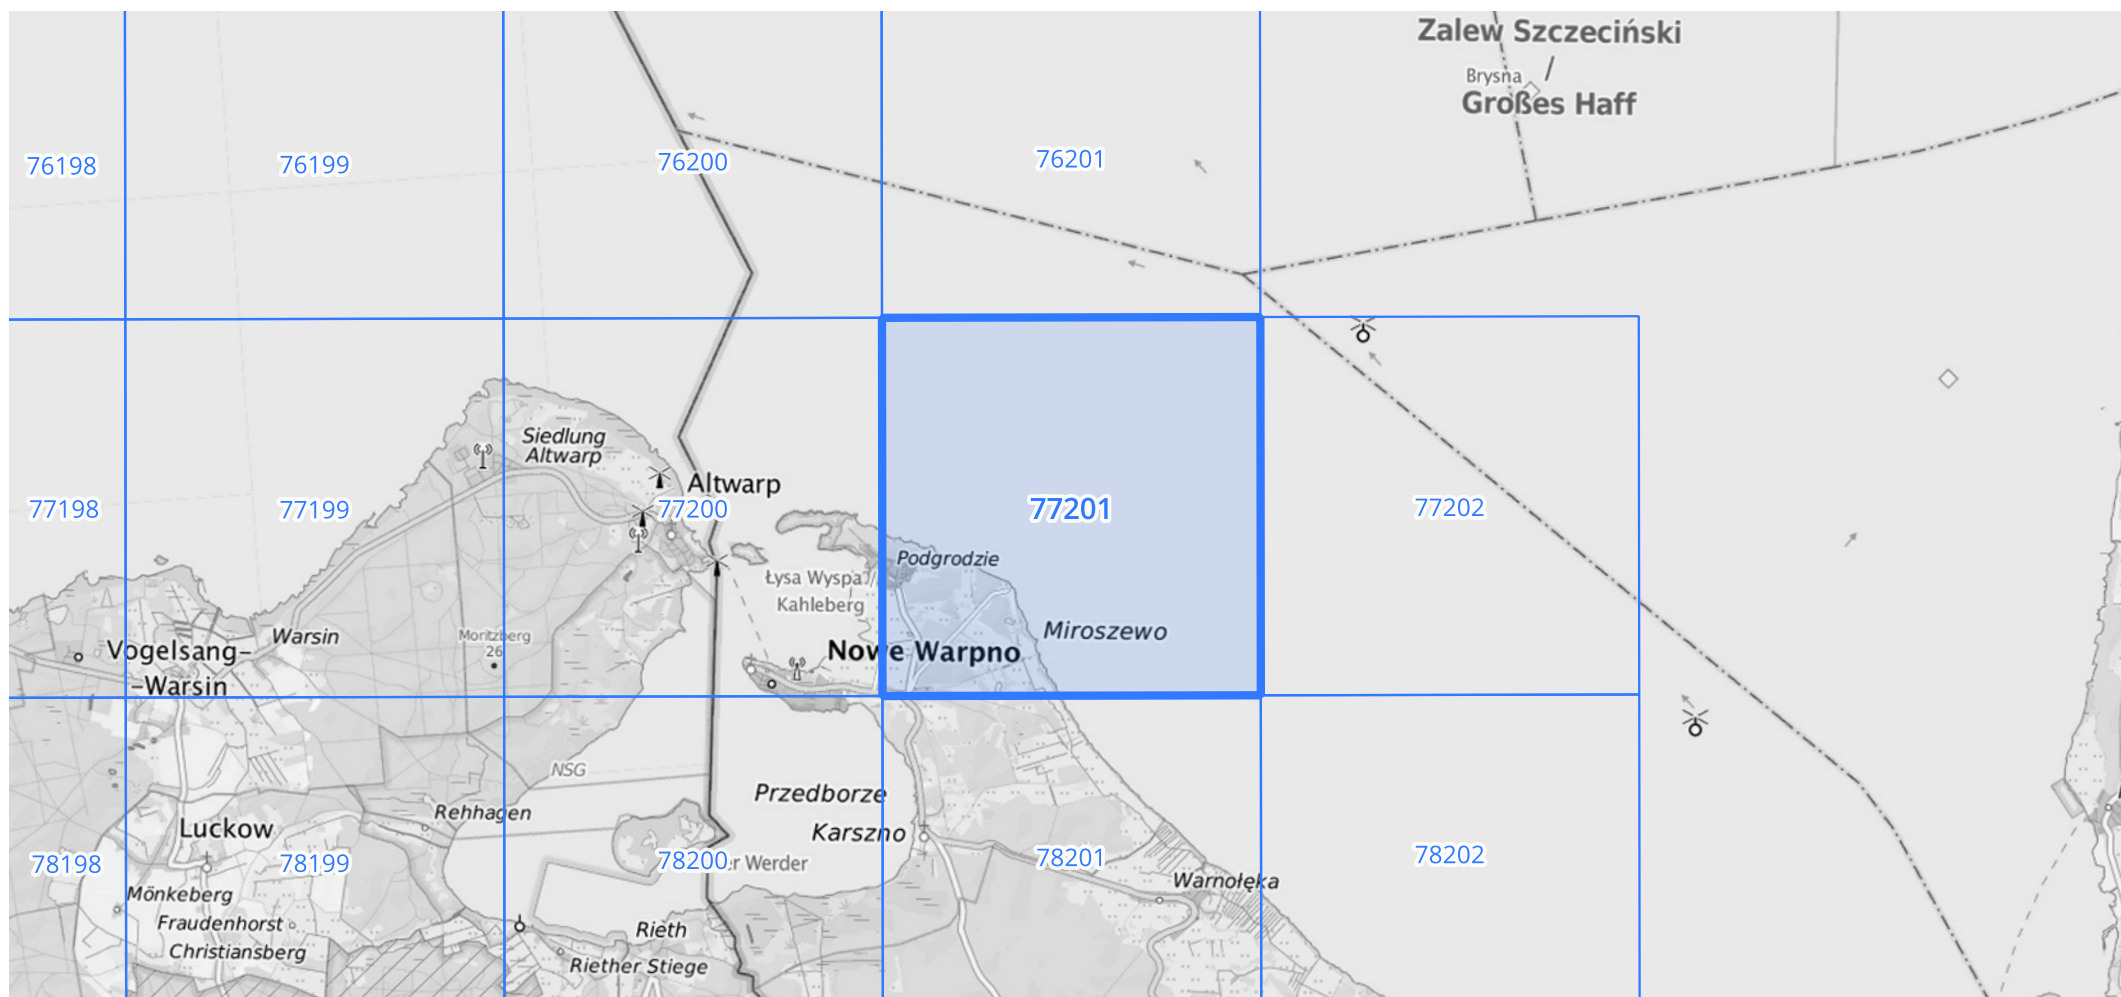 Zalew Szczeciński
/
Brysna
Großes Haff
76198
76199
76200
76201
Siedlung
Altwarp
Altwarp
77198
77199
77200
77201
77202
Podgrodzie
Łysa Wyspa /
Kahleberg
Miroszewo
Nowe Warpno
Warsin
Moritzberg
26
Vogelsang-
-Warsin
NSG
Przedborze
Rehhagen
Luckow
Karszno
78198
78199
78200
er Werder
78201
78202
Warnołęka
Mönkeberg
Fraudenhorst
Christiansberg
Rieth
Riether Stiege